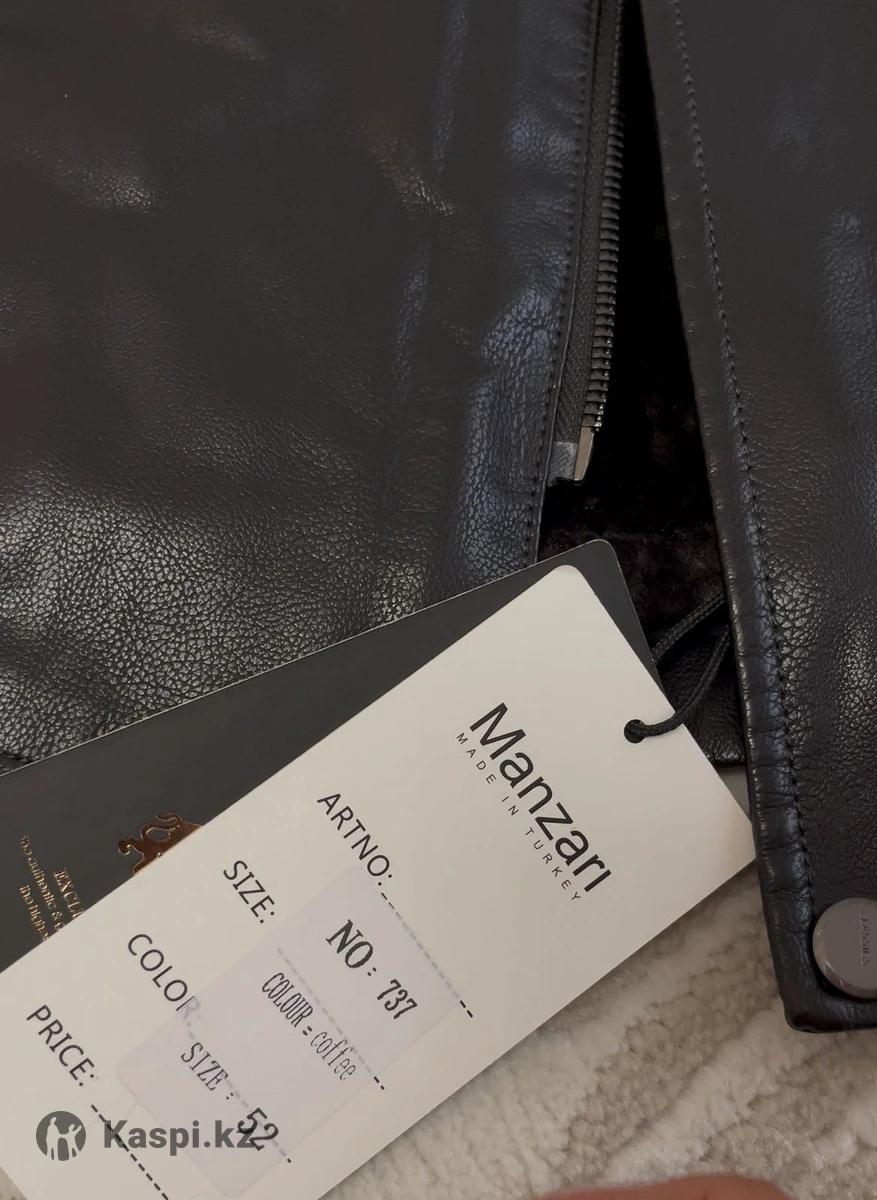 Manzari
MADE IN TURKEY
ARTNO:
SIZE:
COLOR:
PRICE:
NO: 737
COLOUR=coffee
SIZE: 52
Kaspi.kz